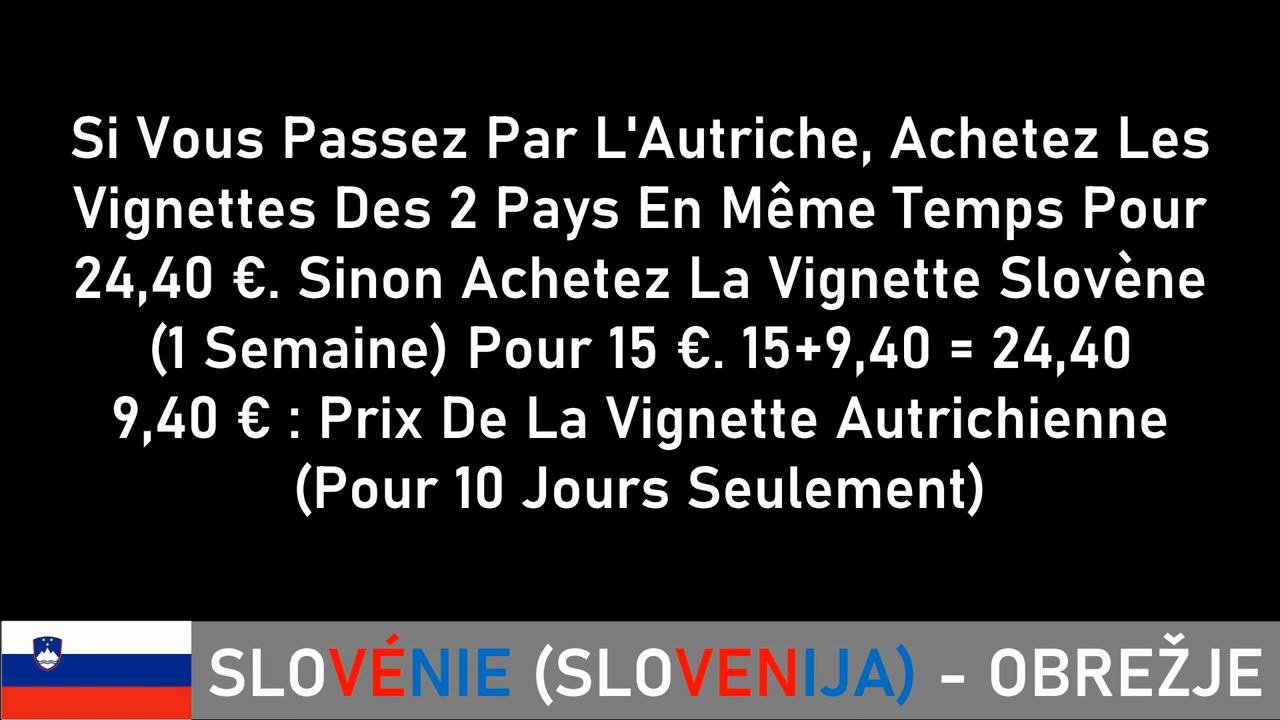 Si Vous Passez Par L'Autriche, Achetez Les
Vignettes Des 2 Pays En Même Temps Pour
24,40 €. Sinon Achetez La Vignette Slovène
(1 Semaine) Pour 15 €. 15+9,40 = 24,40
9,40 € : Prix De La Vignette Autrichienne
(Pour 10 Jours Seulement)
SLOVÉNIE (SLOVENIJA) - OBREŽJE